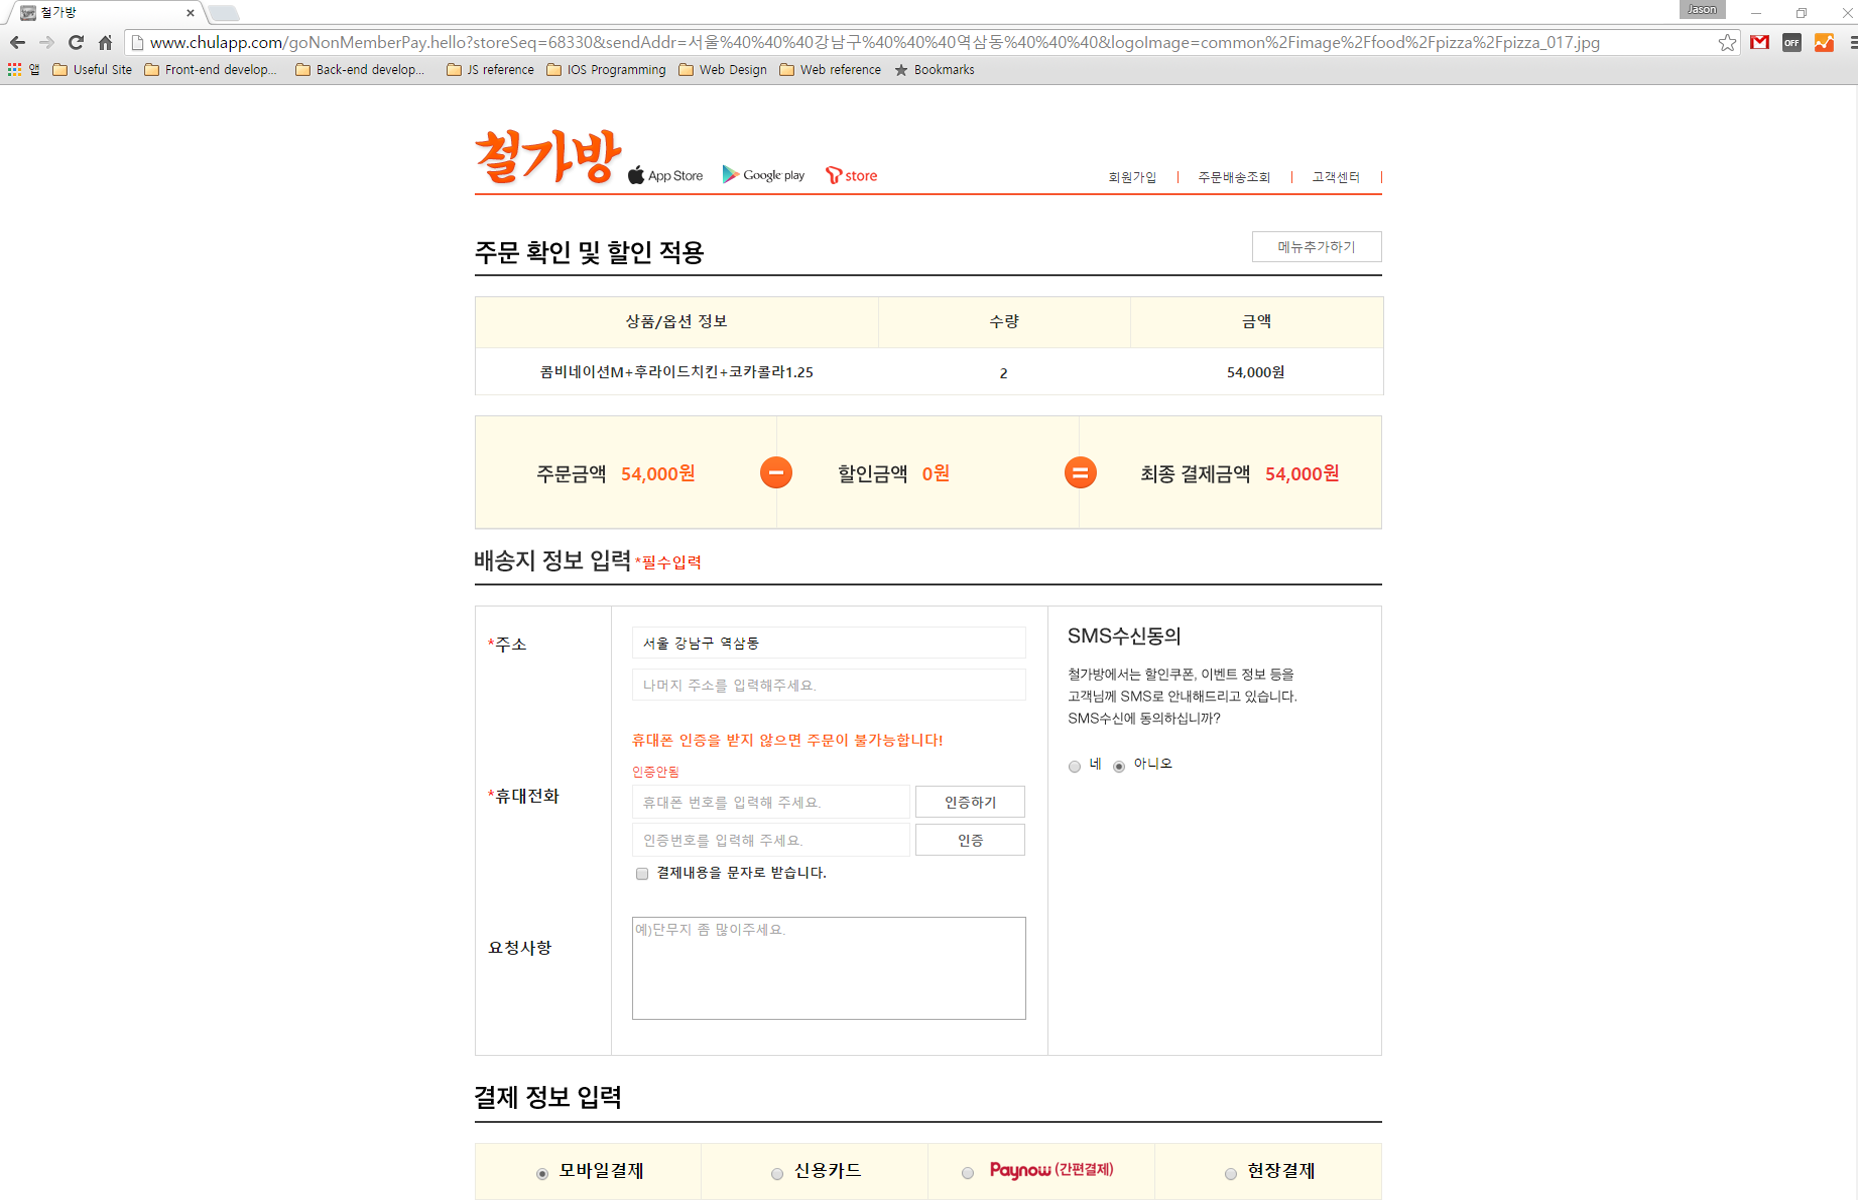 철가방
Jason
www.chulapp.com/goNonMemberPay.hello?storeSeq=68330&sendAddr=서울%40%40%40강남구%40%40%40역삼동%40%40%40&logoImage=common%2Fimage%2Ffood%2Fpizza%2Fpizza_017.jpg
OFF
앱 Useful Site Front-end develop... Back-end develop... JS reference IOS Programming Web Design Web reference Bookmarks
철가방 App Store Google play T store
회원가입 | 주문배송조회 | 고객센터 |
주문 확인 및 할인 적용
메뉴추가하기
상품/옵션 정보 수량 금액
콤비네이션M+후라이드치킨+코카콜라1.25 2 54,000원
주문금액 54,000원 - 할인금액 0원 = 최종 결제금액 54,000원
배송지 정보 입력 *필수입력
*주소
서울 강남구 역삼동
나머지 주소를 입력해주세요.
*휴대전화
휴대폰 인증을 받지 않으면 주문이 불가능합니다!
인증안됨
휴대폰 번호를 입력해 주세요. 인증하기
인증번호를 입력해 주세요. 인증
결제내용을 문자로 받습니다.
요청사항
예)단무지 좀 많이주세요.
SMS수신동의
철가방에서는 할인쿠폰, 이벤트 정보 등을
고객님께 SMS로 안내해드리고 있습니다.
SMS수신에 동의하십니까?
네 아니오
결제 정보 입력
모바일결제 신용카드 Paynow (간편결제) 현장결제